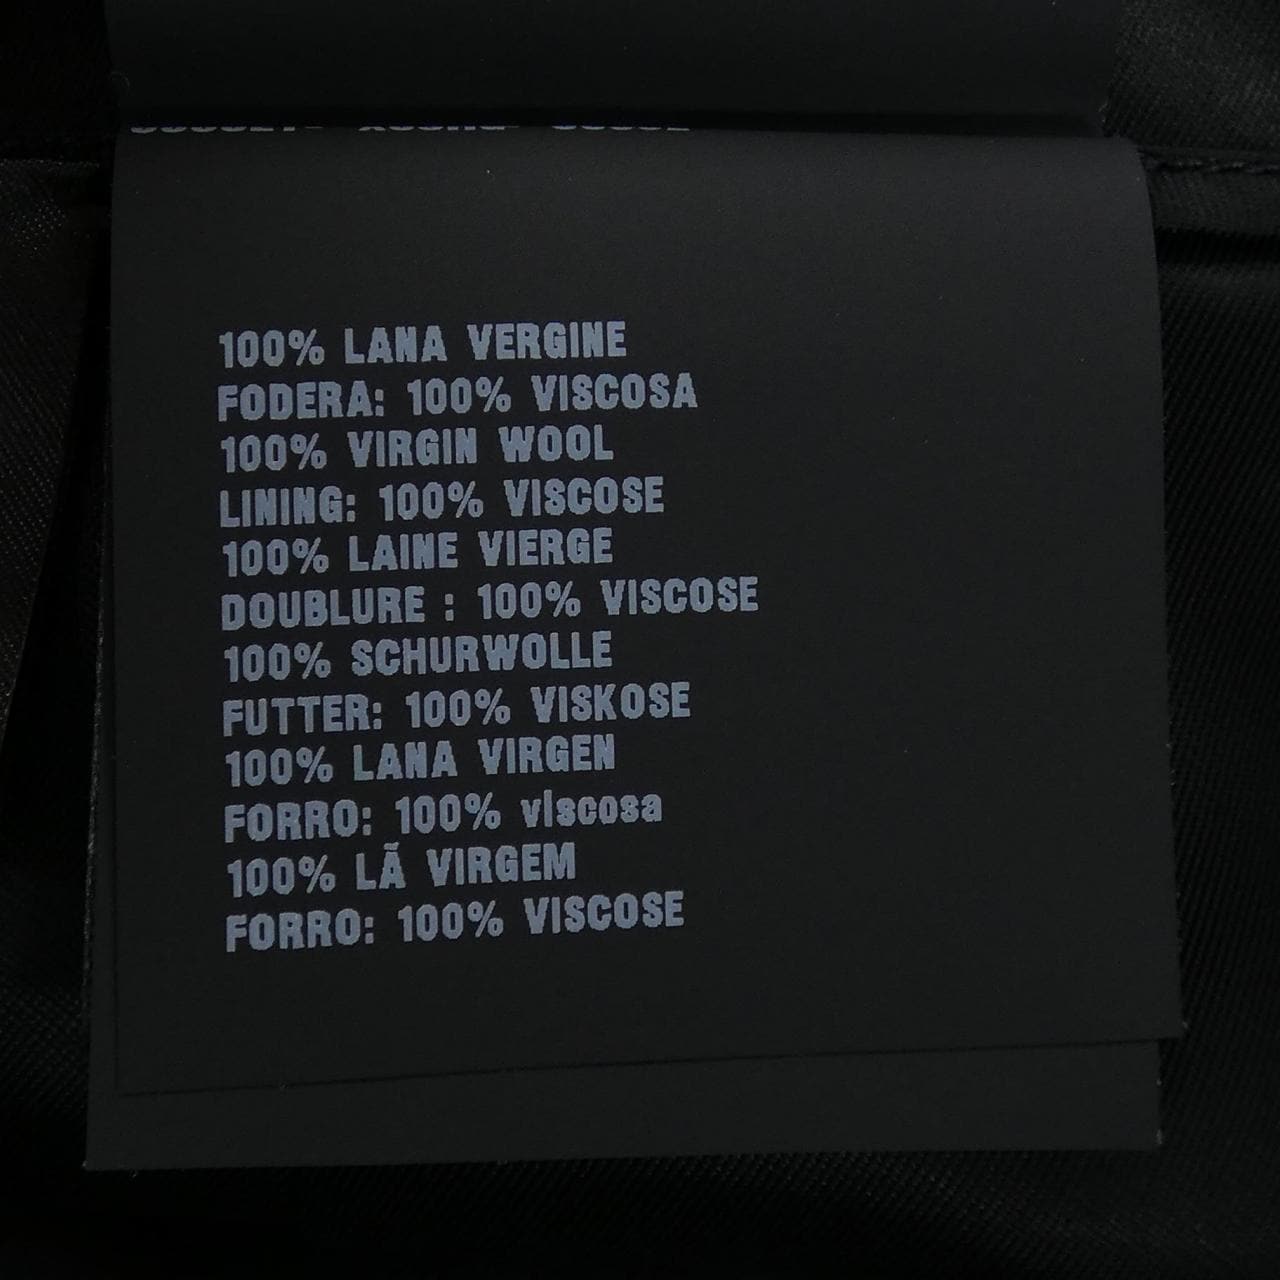 100% LANA VERGINE
FODERA: 100% VISCOSA
100% VIRGIN WOOL
LINING: 100% VISCOSE
100% LAINE VIERGE
DOUBLURE : 100% VISCOSE
100% SCHURWOLLE
FUTTER: 100% VISKOSE
100% LANA VIRGEN
FORRO: 100% viscosa
100% LÃ VIRGEM
FORRO: 100% VISCOSE